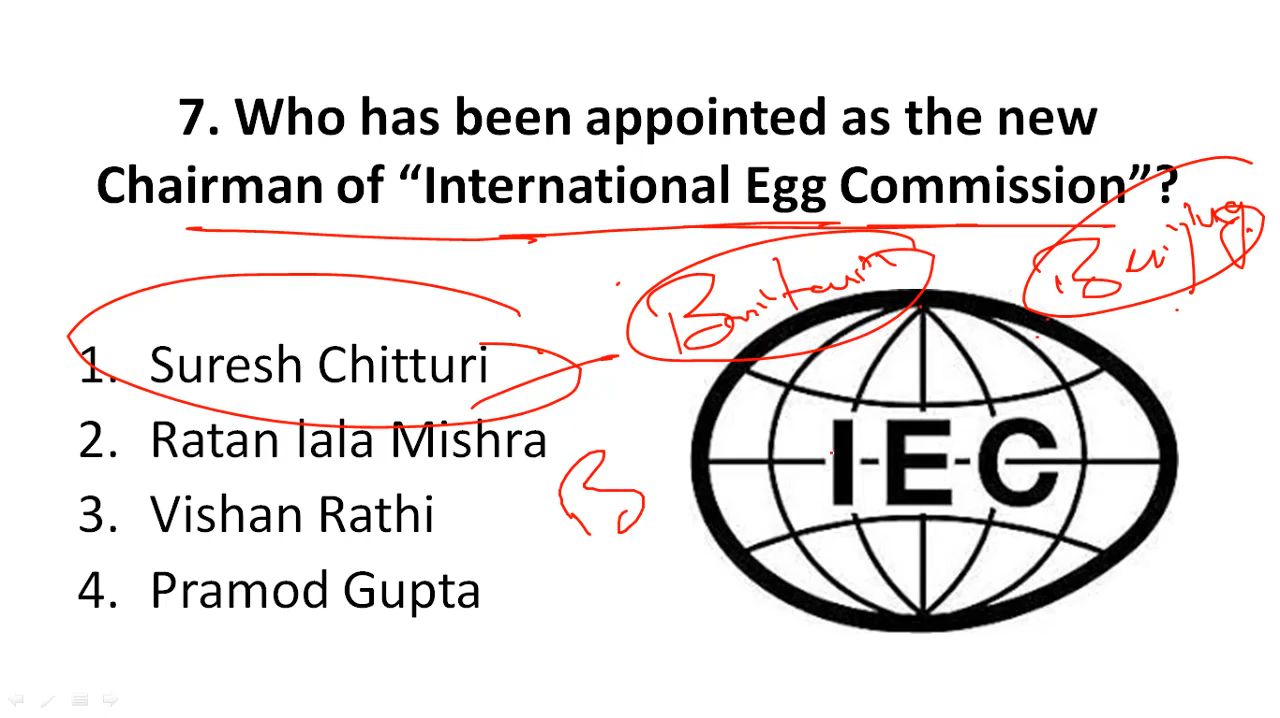 7. Who has been appointed as the new
Chairman of “International Egg Commission”?
1. Suresh Chitturi
2. Ratan lala Mishra
3. Vishan Rathi
4. Pramod Gupta
IEC